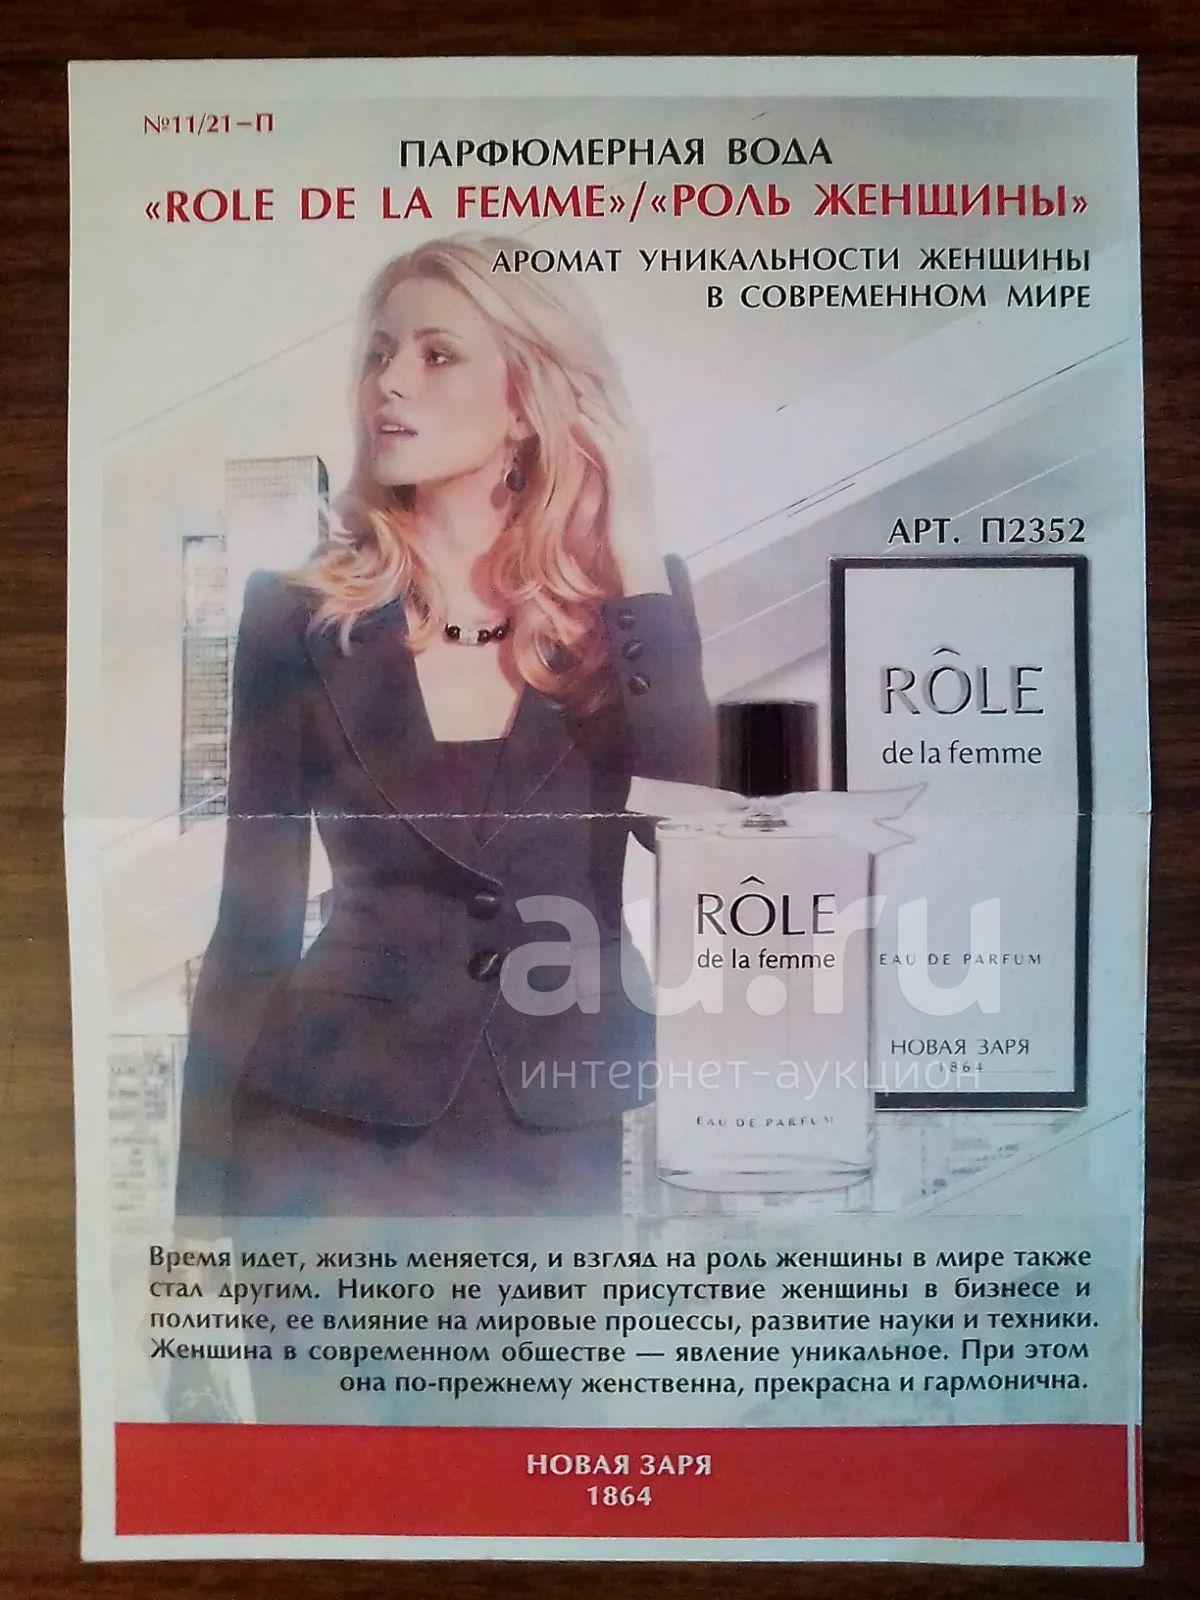 №11/21–П
ПАРФЮМЕРНАЯ ВОДА
«ROLE DE LA FEMME»/«РОЛЬ ЖЕНЩИНЫ»
АРОМАТ УНИКАЛЬНОСТИ ЖЕНЩИНЫ
В СОВРЕМЕННОМ МИРЕ
АРТ. П2352
RÔLE
de la femme
EAU DE PARFUM
НОВАЯ ЗАРЯ
1864
RÔLE
de la femme
EAU DE PARFUM
au.ru
интернет-аукцион
Время идет, жизнь меняется, и взгляд на роль женщины в мире также
стал другим. Никого не удивит присутствие женщины в бизнесе и
политике, ее влияние на мировые процессы, развитие науки и техники.
Женщина в современном обществе — явление уникальное. При этом
она по-прежнему женственна, прекрасна и гармонична.
НОВАЯ ЗАРЯ
1864